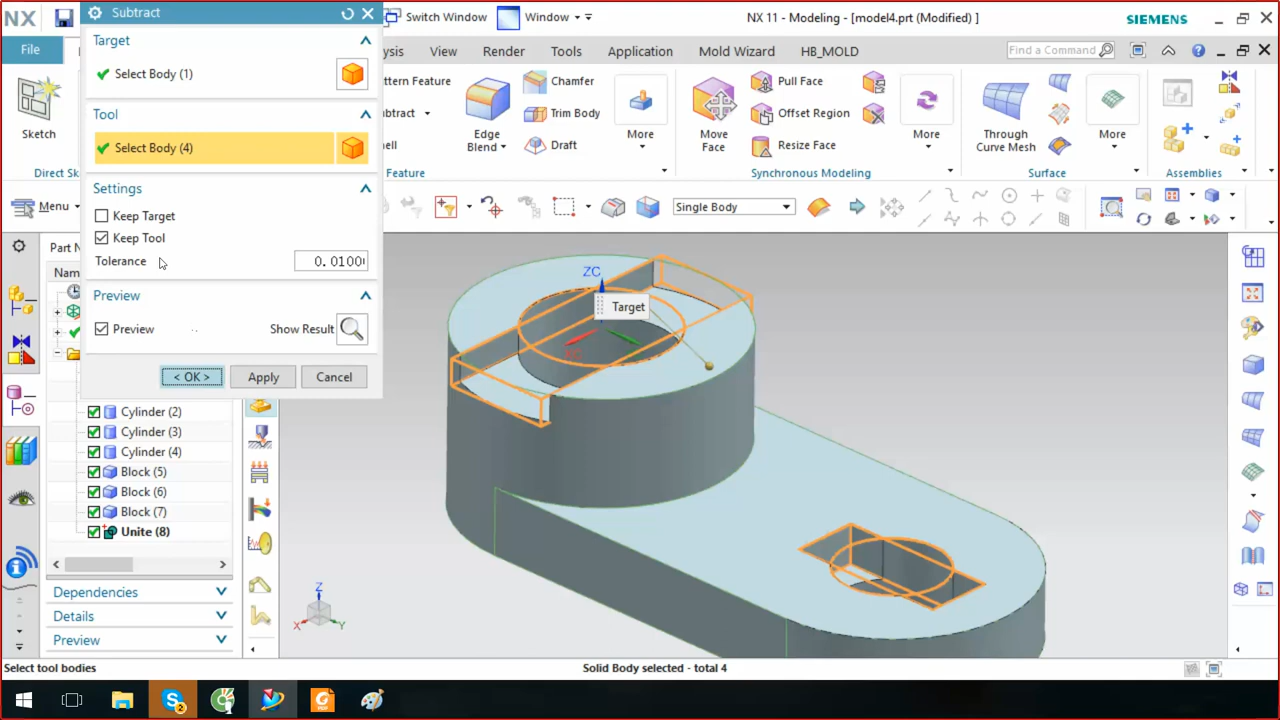 NX
Subtract
Switch Window
Window
NX 11 - Modeling - [model4.prt (Modified) ]
SIEMENS
File
View
Render
Tools
Application
Mold Wizard
HB_MOLD
Find a Command
Target
Select Body (1)
Tool
Select Body (4)
Settings
Keep Target
Keep Tool
Tolerance
0.0100
Preview
Preview
Show Result
< OK >
Apply
Cancel
Sketch
Direct Sk
Chamfer
Trim Body
Draft
Edge
Blend
More
Feature
Move
Face
Pull Face
Offset Region
Resize Face
More
Synchronous Modeling
Through
Curve Mesh
More
Surface
Assemblies
Menu
Single Body
Part N
Nam
Cylinder (2)
Cylinder (3)
Cylinder (4)
Block (5)
Block (6)
Block (7)
Unite (8)
Dependencies
Details
Preview
ZC
Target
Z
X
Y
Select tool bodies
Solid Body selected - total 4
2